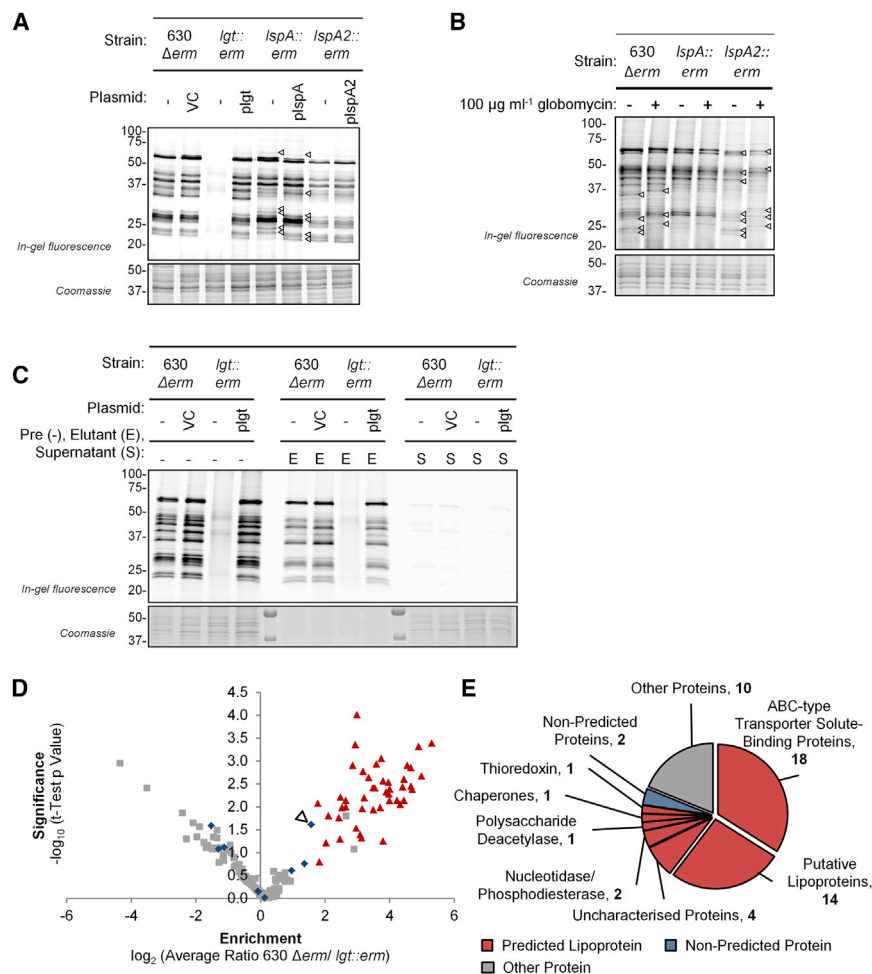 A
Strain:
630 Δerm
lgt:: erm
lspA:: erm
lspA2:: erm
Plasmid:
- VC - plgt - plspA - plspA2
100-
75-
50-
37-
25-
20-
In-gel fluorescence
50-
37-
Coomassie
B
Strain:
630 Δerm
lspA:: erm
lspA2:: erm
100 µg ml-1 globomycin: - + - + - +
100-
75-
50-
37-
25-
20-
In-gel fluorescence
50-
37-
Coomassie
C
Strain:
630 Δerm
lgt:: erm
630 Δerm
lgt:: erm
630 Δerm
lgt:: erm
Plasmid:
- VC - plgt - VC - plgt - VC - plgt
Pre (-), Elutant (E),
Supernatant (S):
- - - - E E E E S S S S
100-
75-
50-
37-
25-
20-
In-gel fluorescence
50-
37-
Coomassie
D
Significance
-log10 (t-Test p Value)
4.5
4.0
3.5
3.0
2.5
2.0
1.5
1.0
0.5
0.0
-6 -4 -2 0 2 4 6
Enrichment
log2 (Average Ratio 630 Δerm/ lgt::erm)
E
Other Proteins, 10
ABC-type
Transporter Solute-
Binding Proteins,
18
Non-Predicted
Proteins, 2
Thioredoxin, 1
Chaperones, 1
Polysaccharide
Deacetylase, 1
Nucleotidase/
Phosphodiesterase, 2
Uncharacterised Proteins, 4
Putative
Lipoproteins,
14
Predicted Lipoprotein
Non-Predicted Protein
Other Protein